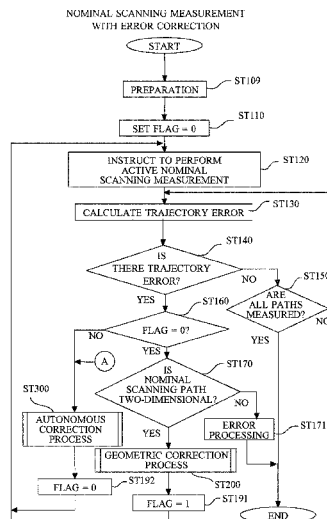 NOMINAL SCANNING MEASUREMENT
WITH ERROR CORRECTION
START
ST109
PREPARATION
ST110
SET FLAG = 0
ST120
INSTRUCT TO PERFORM
ACTIVE NOMINAL
SCANNING MEASUREMENT
ST130
CALCULATE TRAJECTORY ERROR
ST140
IS
THERE TRAJECTORY
ERROR?
NO
YES
ST150
ARE
ALL PATHS
MEASURED?
NO
YES
ST160
FLAG = 0?
NO
YES
A
ST170
IS
NOMINAL
SCANNING PATH
TWO-DIMENSIONAL?
NO
YES
ST300
AUTONOMOUS
CORRECTION
PROCESS
ERROR
PROCESSING
ST171
GEOMETRIC CORRECTION
PROCESS
ST200
FLAG = 0
ST192
FLAG = 1
ST191
END